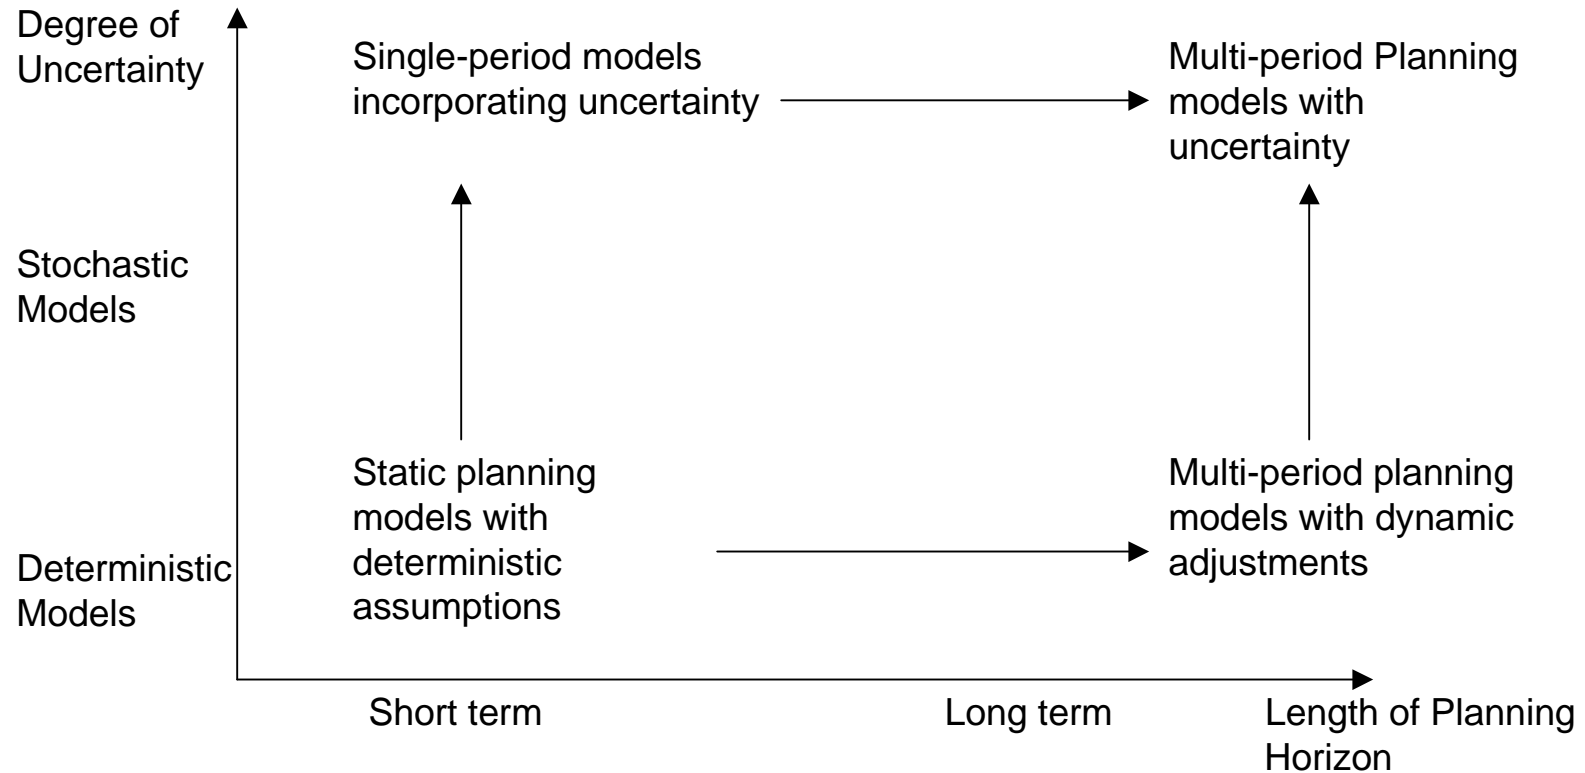 Degree of
Uncertainty
Single-period models
incorporating uncertainty
Multi-period Planning
models with
uncertainty
Stochastic
Models
Static planning
models with
deterministic
assumptions
Multi-period planning
models with dynamic
adjustments
Deterministic
Models
Short term
Long term
Length of Planning
Horizon